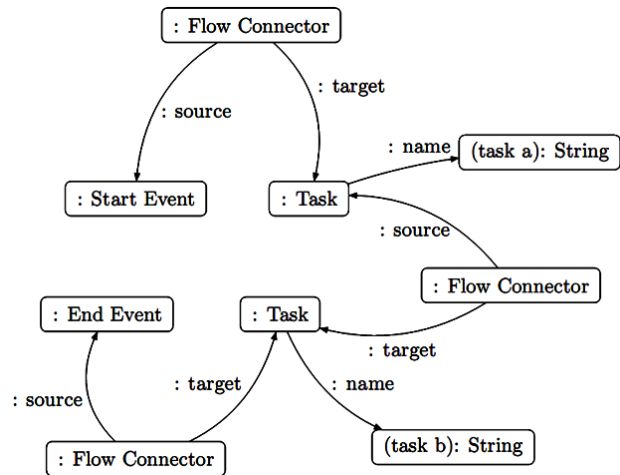 : Flow Connector
: target
: source
: name
(task a): String
: Start Event
: Task
: source
: Flow Connector
: End Event
: Task
: target
: target
: name
: source
(task b): String
: Flow Connector